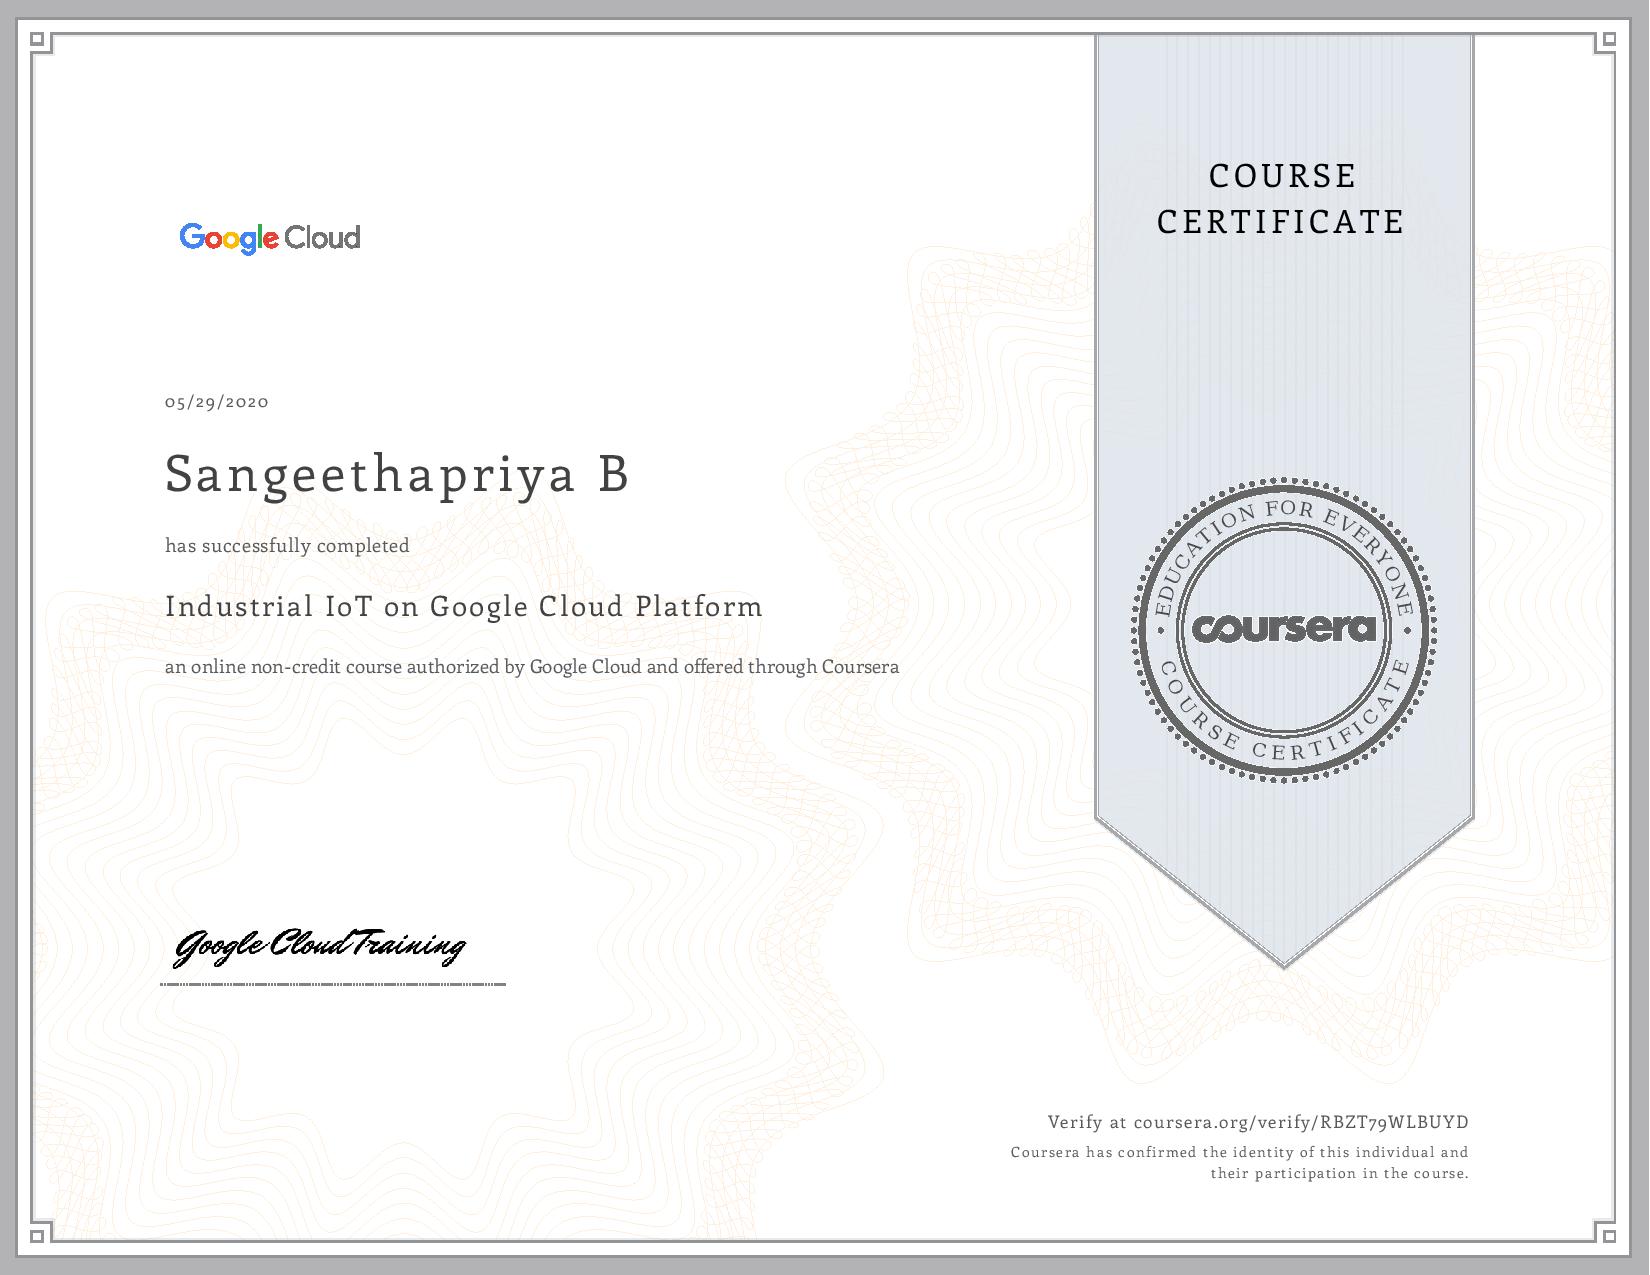 COURSE
CERTIFICATE
Google Cloud
05/29/2020
Sangeethapriya B
has successfully completed
Industrial IoT on Google Cloud Platform
an online non-credit course authorized by Google Cloud and offered through Coursera
EDUCATION FOR EVERYONE
coursera
COURSE CERTIFICATE
Google Cloud Training
Verify at coursera.org/verify/RBZT79WLBUYD
Coursera has confirmed the identity of this individual and
their participation in the course.